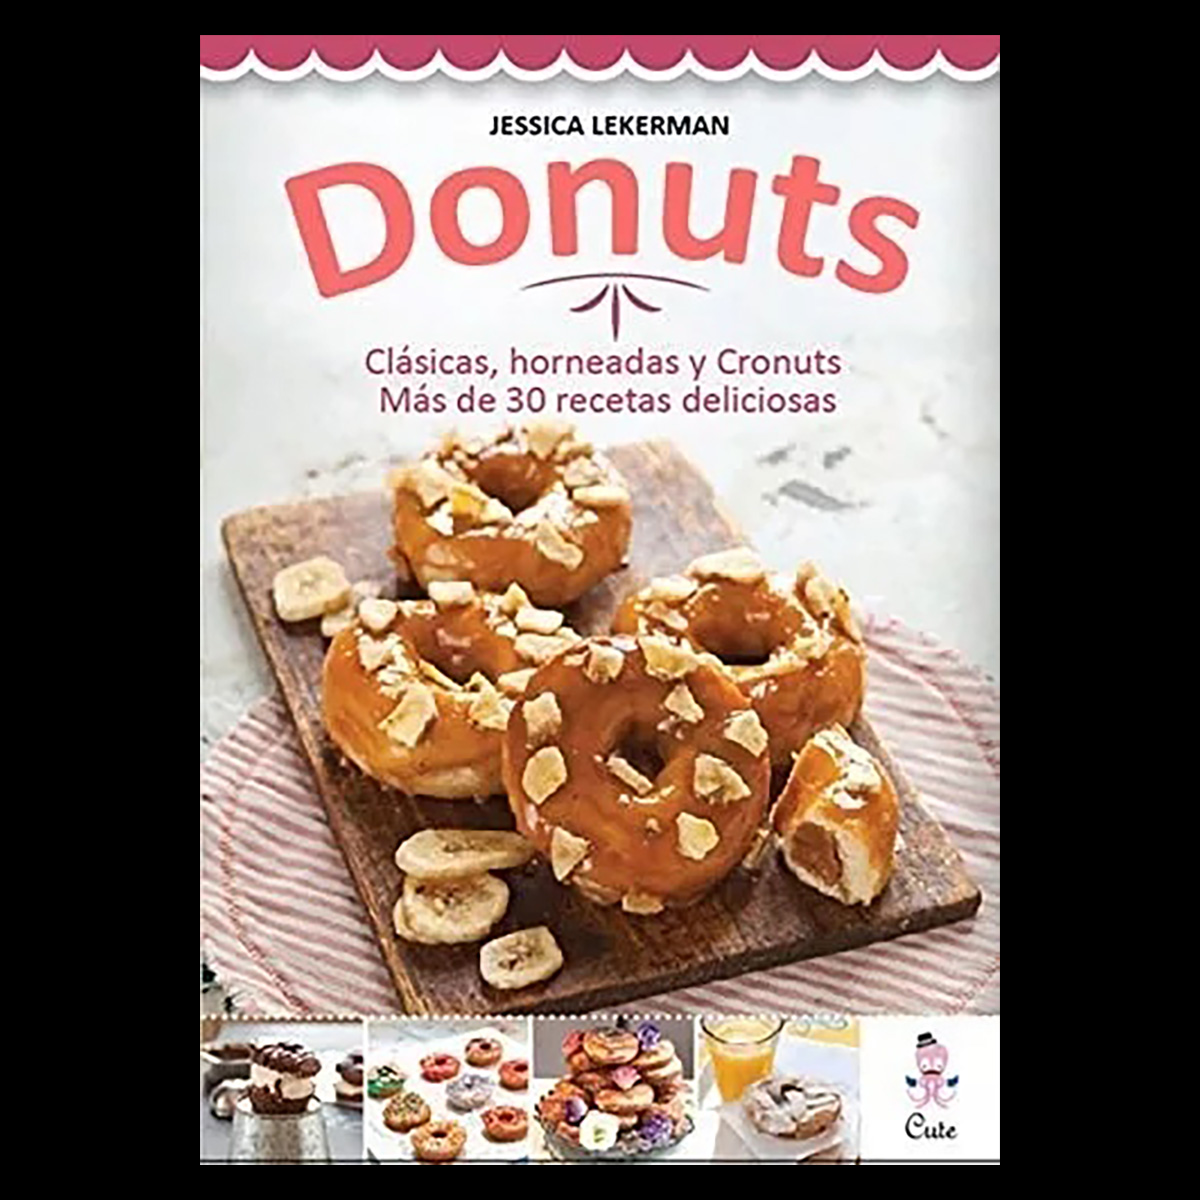 JESSICA LEKERMAN
Donuts
Clásicas, horneadas y Cronuts
Más de 30 recetas deliciosas
Cute